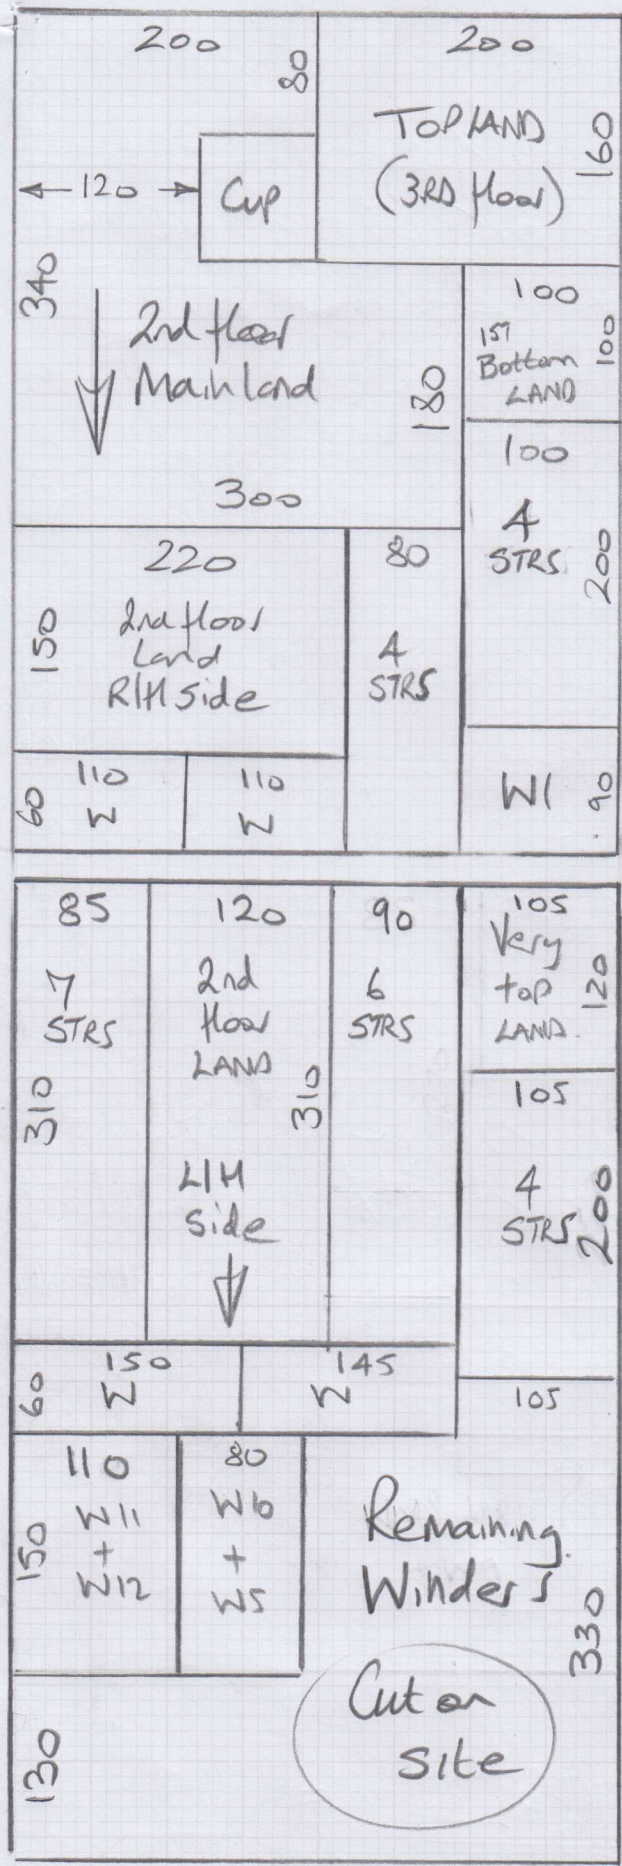 200
200
80
TOP LAND
(3RD floor)
160
120
Cup
340
2nd floor
Main land
180
100
1ST
Bottom
LAND
100
100
4
STRS
200
300
220
80
150
2nd floor
Land
R/H side
4
STRS
60
110
W
110
W
W1
90
85
120
90
105
Very
top
LAND
120
7
STRS
2nd
floor
LAND
6
STRS
310
310
105
L/H
side
4
STRS
200
60
150
W
145
W
105
110
W11
+
W12
80
W10
+
W5
150
Remaining
Winders
330
Cut on
site
130